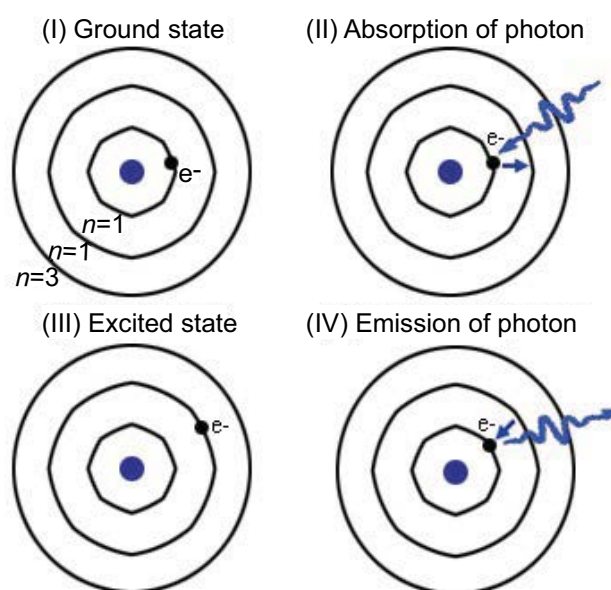 (I) Ground state
(II) Absorption of photon
e-
e-
n=1
n=1
n=3
(III) Excited state
(IV) Emission of photon
e-
e-